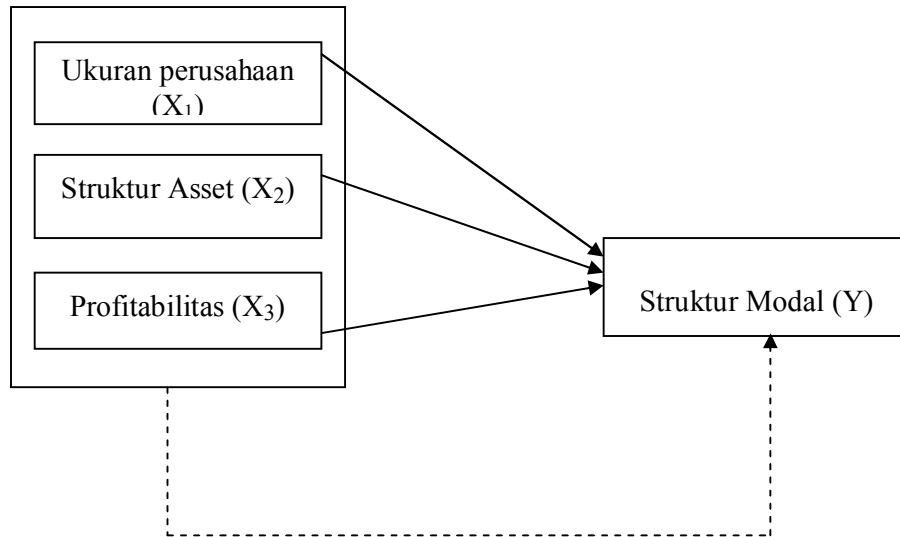 Ukuran perusahaan
(X₁)
Struktur Asset (X₂)
Profitabilitas (X₃)
Struktur Modal (Y)